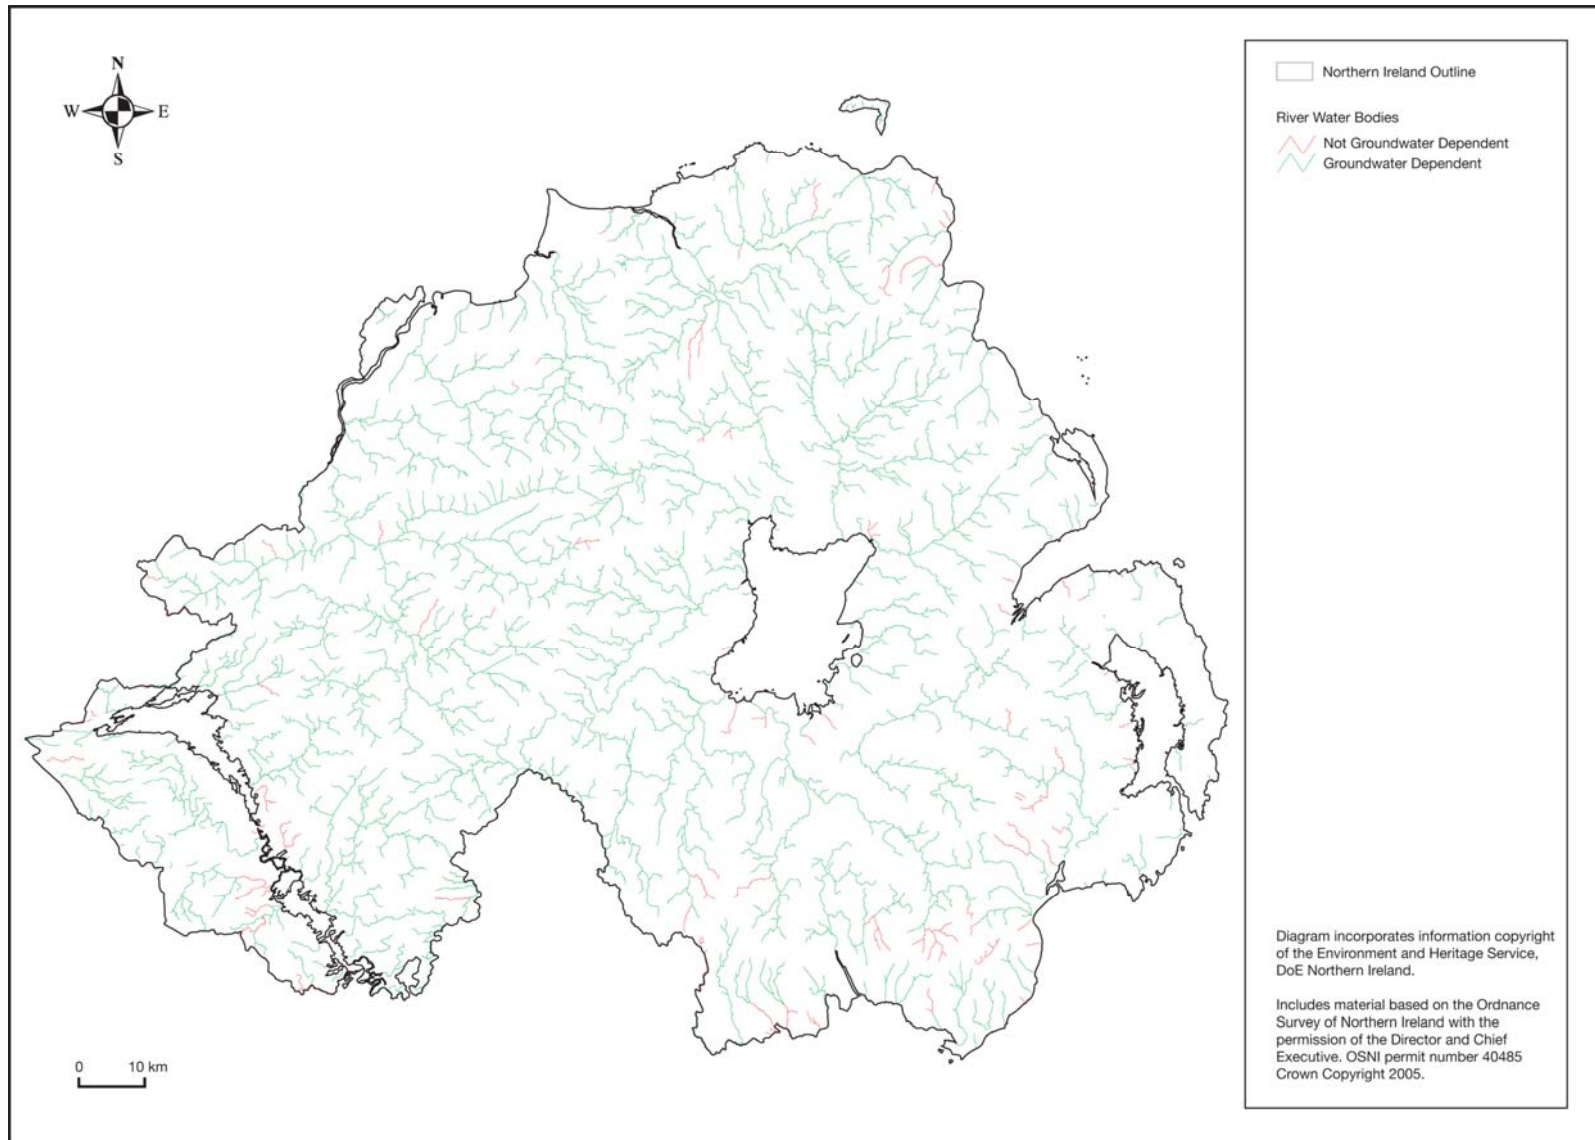 N
W E
S
Northern Ireland Outline
River Water Bodies
Not Groundwater Dependent
Groundwater Dependent
Diagram incorporates information copyright
of the Environment and Heritage Service,
DoE Northern Ireland.
Includes material based on the Ordnance
Survey of Northern Ireland with the
permission of the Director and Chief
Executive. OSNI permit number 40485
Crown Copyright 2005.
0 10 km